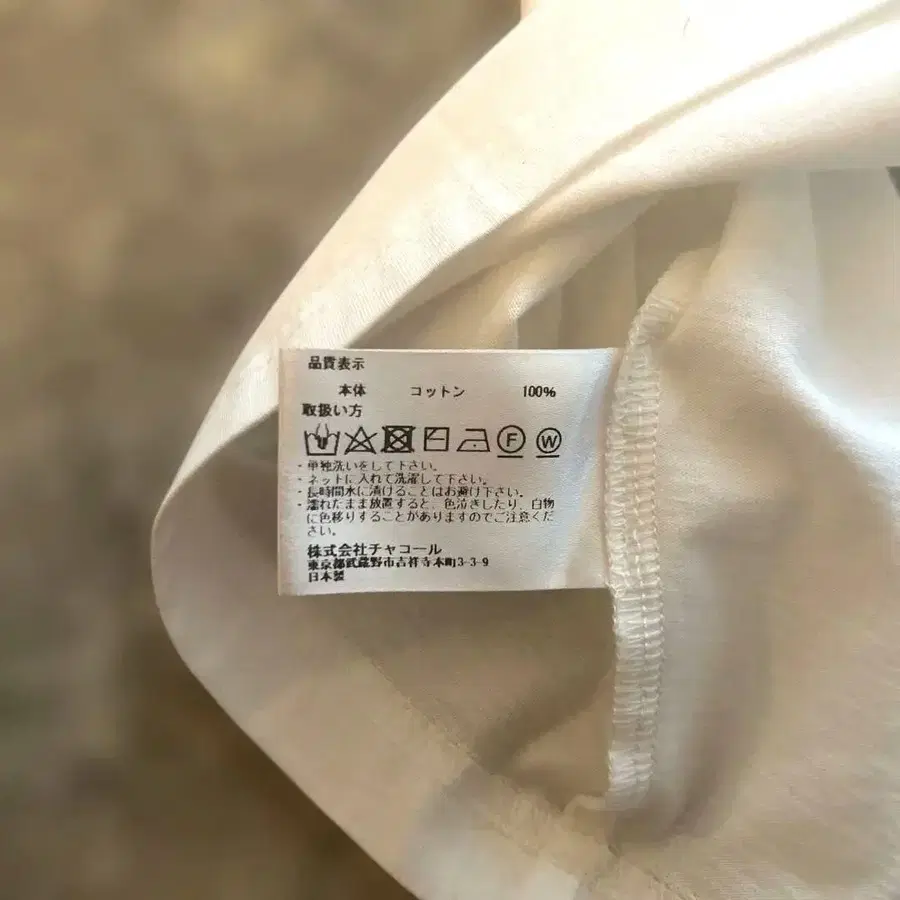 品質表示
本体 コットン 100%
取扱い方
F W
・単独洗いをして下さい。
・ネットに入れて洗濯して下さい。
・長時間水に漬けることはお避け下さい。
・濡れたまま放置すると、色泣きしたり、白物
に色移りすることがありますのでご注意くだ
さい。
株式会社チャコール
東京都武蔵野市吉祥寺本町3-3-9
日本製